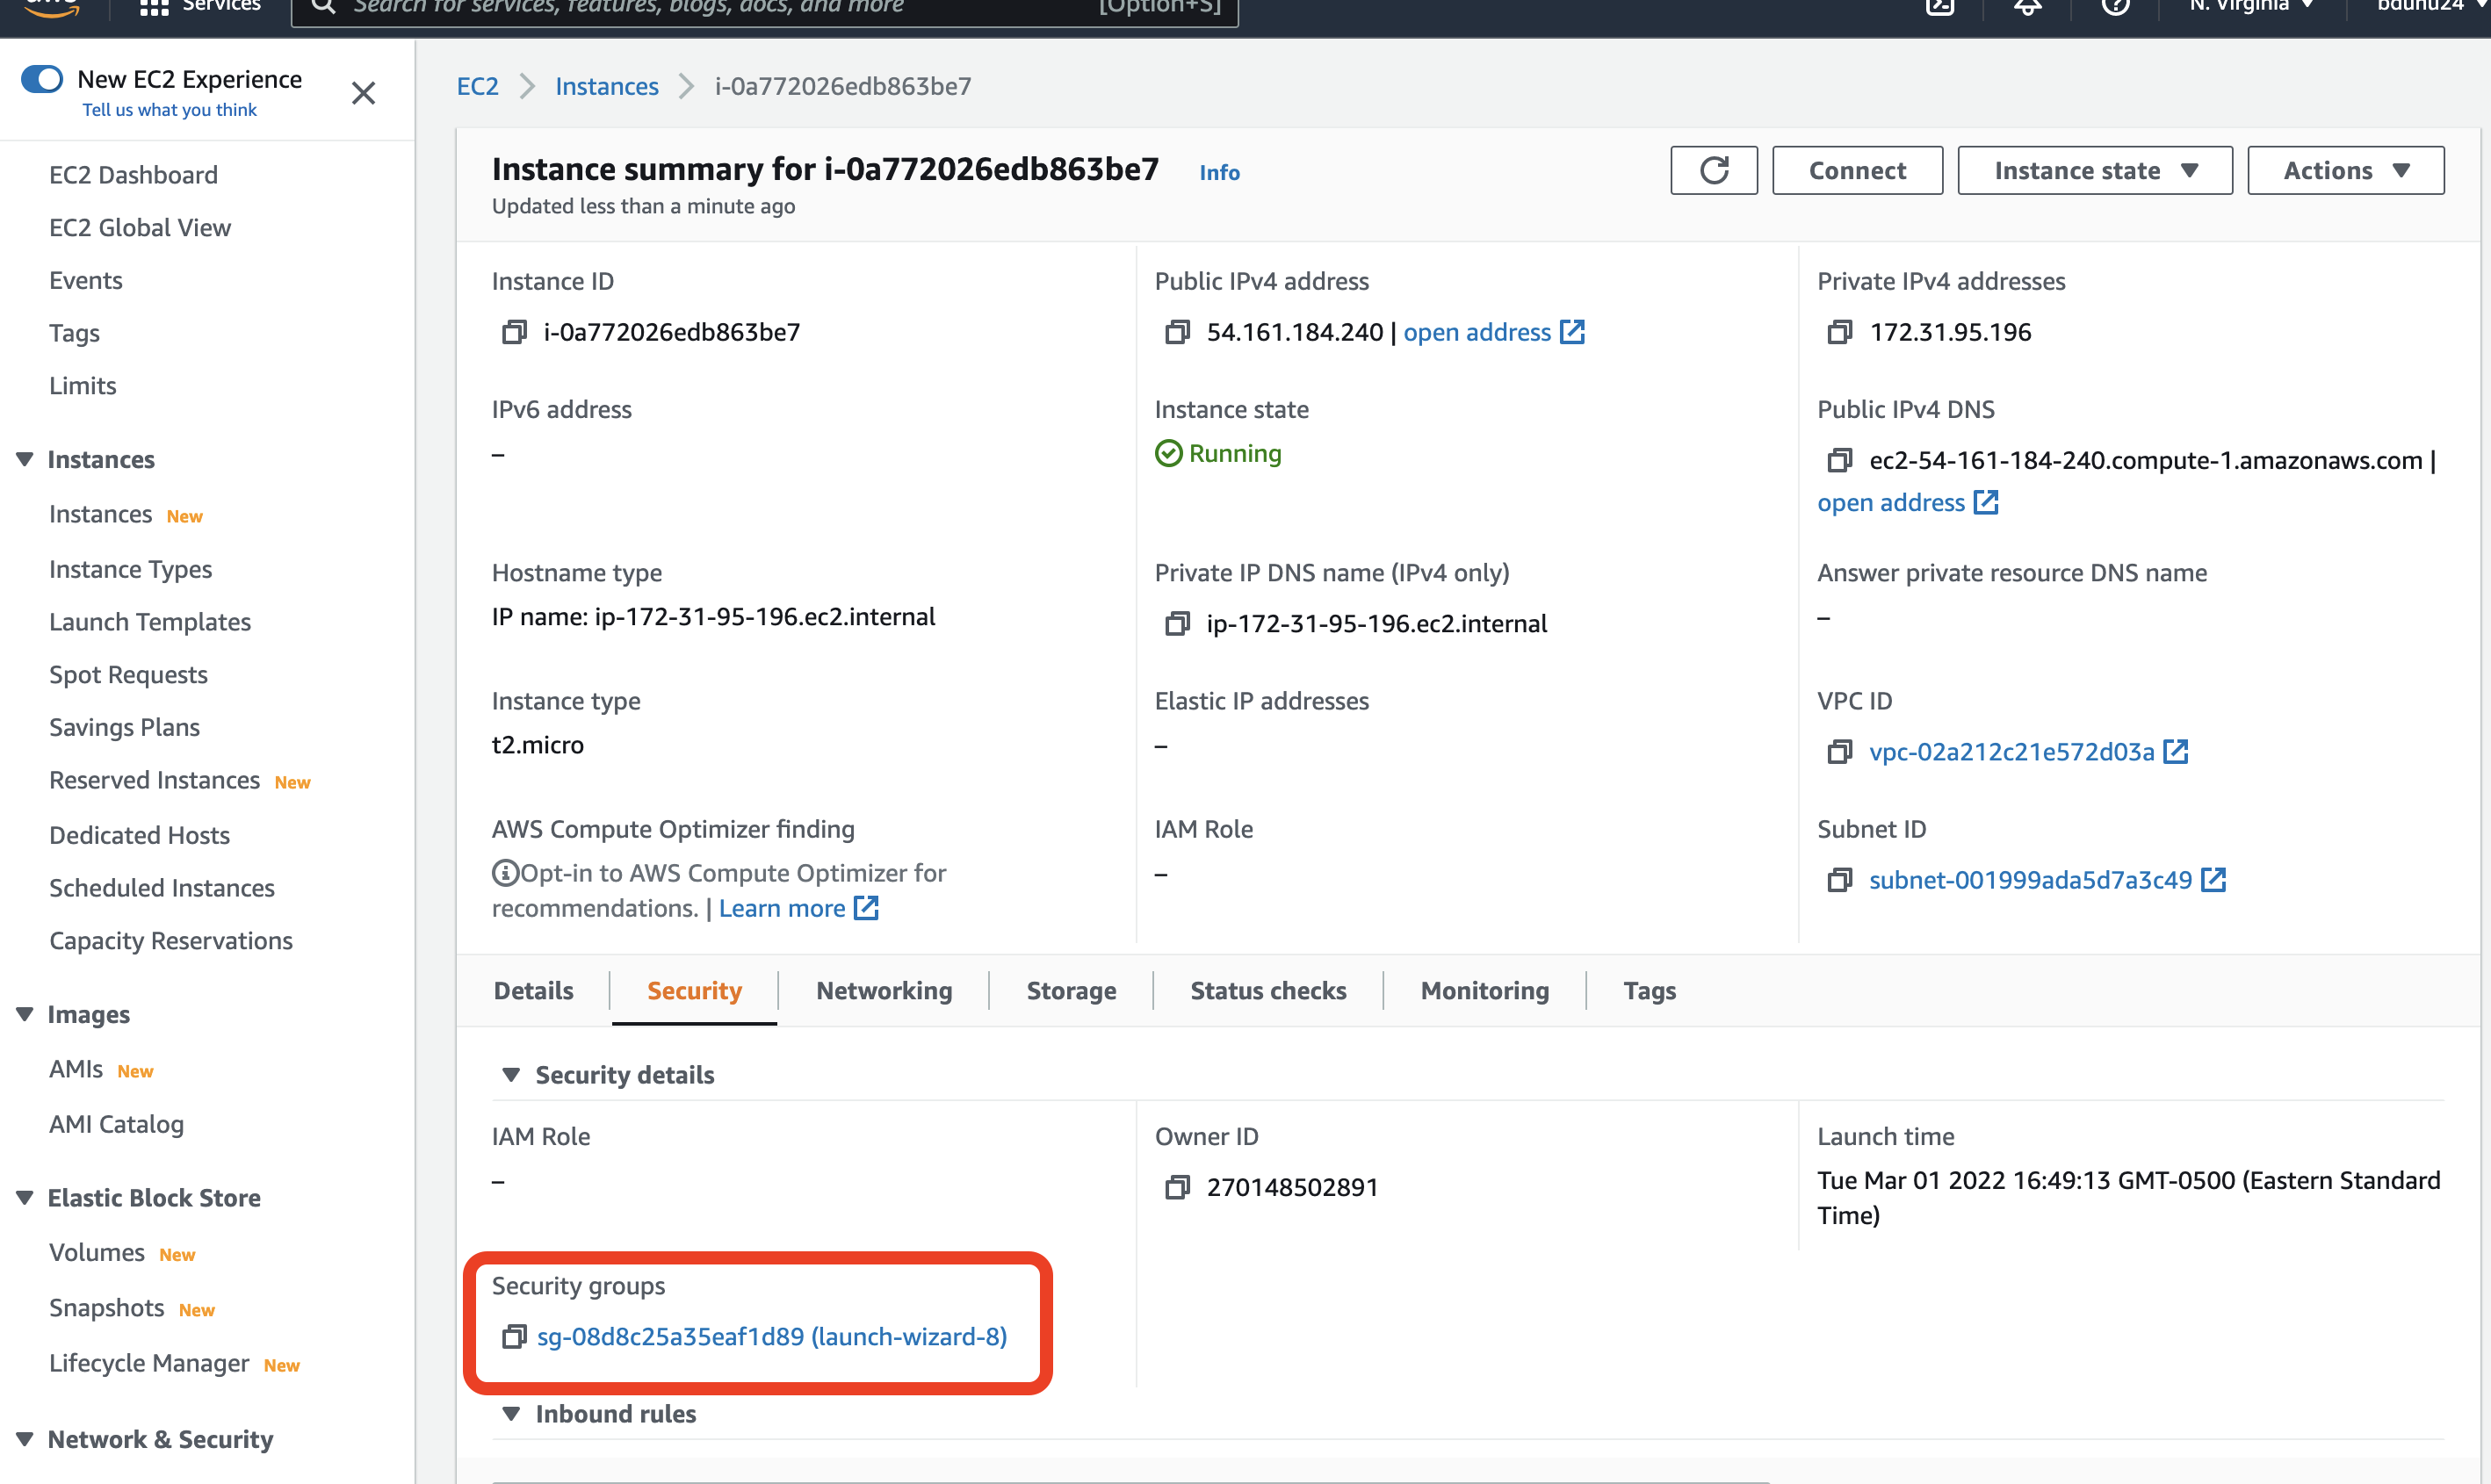 aws
Services
Search for services, features, blogs, docs, and more
[Option+S]
N. Virginia
bdunu24
New EC2 Experience
Tell us what you think
EC2 Dashboard
EC2 Global View
Events
Tags
Limits
Instances
Instances New
Instance Types
Launch Templates
Spot Requests
Savings Plans
Reserved Instances New
Dedicated Hosts
Scheduled Instances
Capacity Reservations
Images
AMIs New
AMI Catalog
Elastic Block Store
Volumes New
Snapshots New
Lifecycle Manager New
Network & Security
EC2 > Instances > i-0a772026edb863be7
Instance summary for i-0a772026edb863be7 Info
Updated less than a minute ago
Connect
Instance state
Actions
Instance ID
i-0a772026edb863be7
Public IPv4 address
54.161.184.240 | open address
Private IPv4 addresses
172.31.95.196
IPv6 address
–
Instance state
Running
Public IPv4 DNS
ec2-54-161-184-240.compute-1.amazonaws.com |
open address
Hostname type
IP name: ip-172-31-95-196.ec2.internal
Private IP DNS name (IPv4 only)
ip-172-31-95-196.ec2.internal
Answer private resource DNS name
–
Instance type
t2.micro
Elastic IP addresses
–
VPC ID
vpc-02a212c21e572d03a
AWS Compute Optimizer finding
Opt-in to AWS Compute Optimizer for
recommendations. | Learn more
IAM Role
–
Subnet ID
subnet-001999ada5d7a3c49
Details
Security
Networking
Storage
Status checks
Monitoring
Tags
Security details
IAM Role
–
Owner ID
270148502891
Launch time
Tue Mar 01 2022 16:49:13 GMT-0500 (Eastern Standard
Time)
Security groups
sg-08d8c25a35eaf1d89 (launch-wizard-8)
Inbound rules